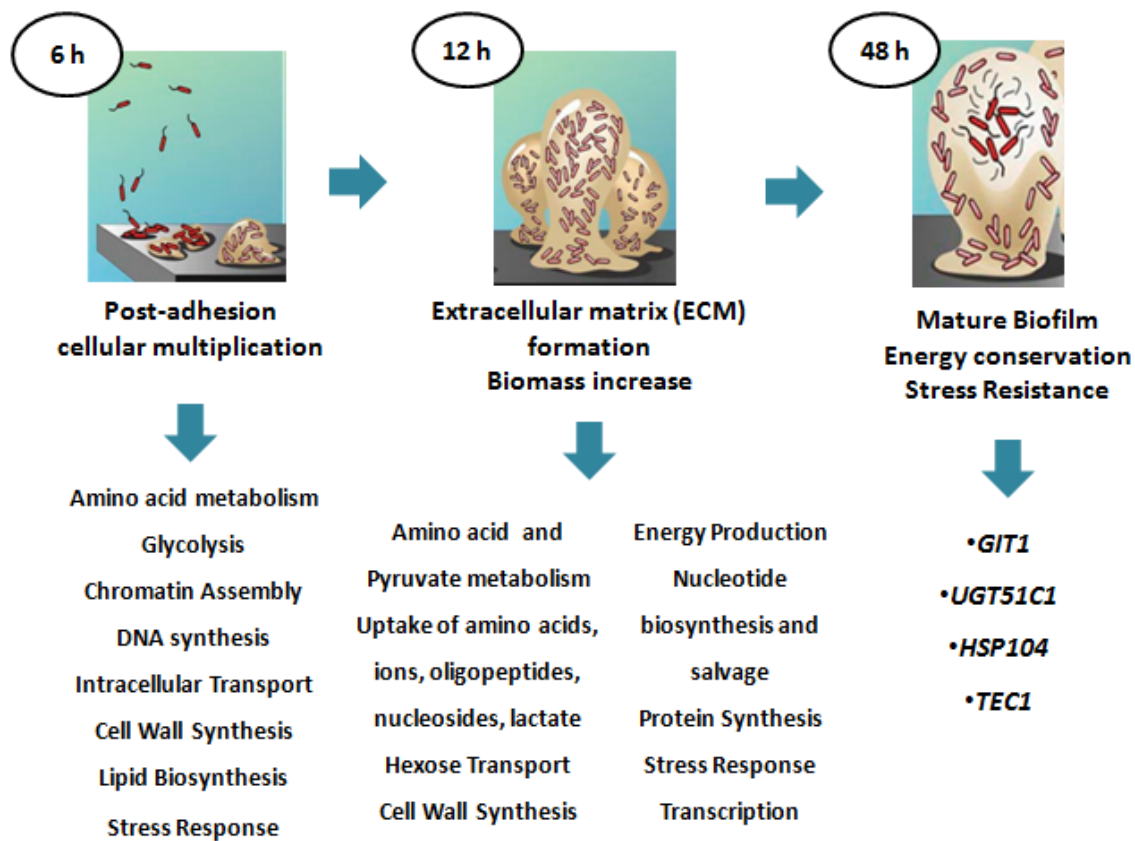 6 h
Post-adhesion
cellular multiplication
Amino acid metabolism
Glycolysis
Chromatin Assembly
DNA synthesis
Intracellular Transport
Cell Wall Synthesis
Lipid Biosynthesis
Stress Response
12 h
Extracellular matrix (ECM)
formation
Biomass increase
Amino acid and
Pyruvate metabolism
Uptake of amino acids,
ions, oligopeptides,
nucleosides, lactate
Hexose Transport
Cell Wall Synthesis
Energy Production
Nucleotide
biosynthesis and
salvage
Protein Synthesis
Stress Response
Transcription
48 h
Mature Biofilm
Energy conservation
Stress Resistance
•GIT1
•UGT51C1
•HSP104
•TEC1